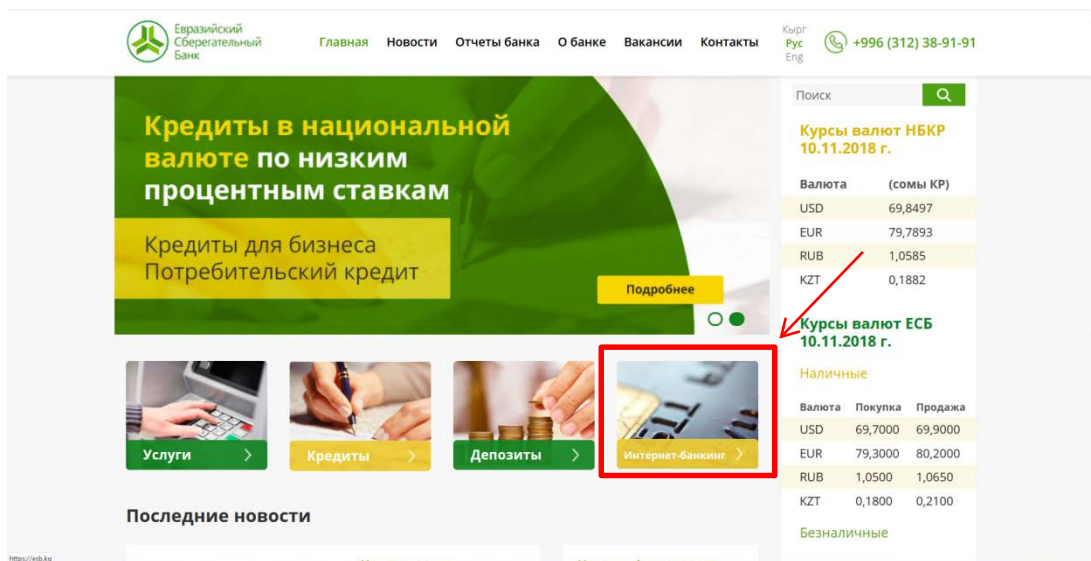 Евразийский
Сберегательный
Банк
Главная Новости Отчеты банка О банке Вакансии Контакты
Кырг
Рус
Eng
+996 (312) 38-91-91
Кредиты в национальной
валюте по низким
процентным ставкам
Кредиты для бизнеса
Потребительский кредит
Подробнее
Поиск
Курсы валют НБКР
10.11.2018 г.
Валюта (сомы КР)
USD 69,8497
EUR 79,7893
RUB 1,0585
KZT 0,1882
Курсы валют ЕСБ
10.11.2018 г.
Наличные
Валюта Покупка Продажа
USD 69,7000 69,9000
EUR 79,3000 80,2000
RUB 1,0500 1,0650
KZT 0,1800 0,2100
Безналичные
Услуги
Кредиты
Депозиты
Интернет-банкинг
Последние новости
https://esb.kg